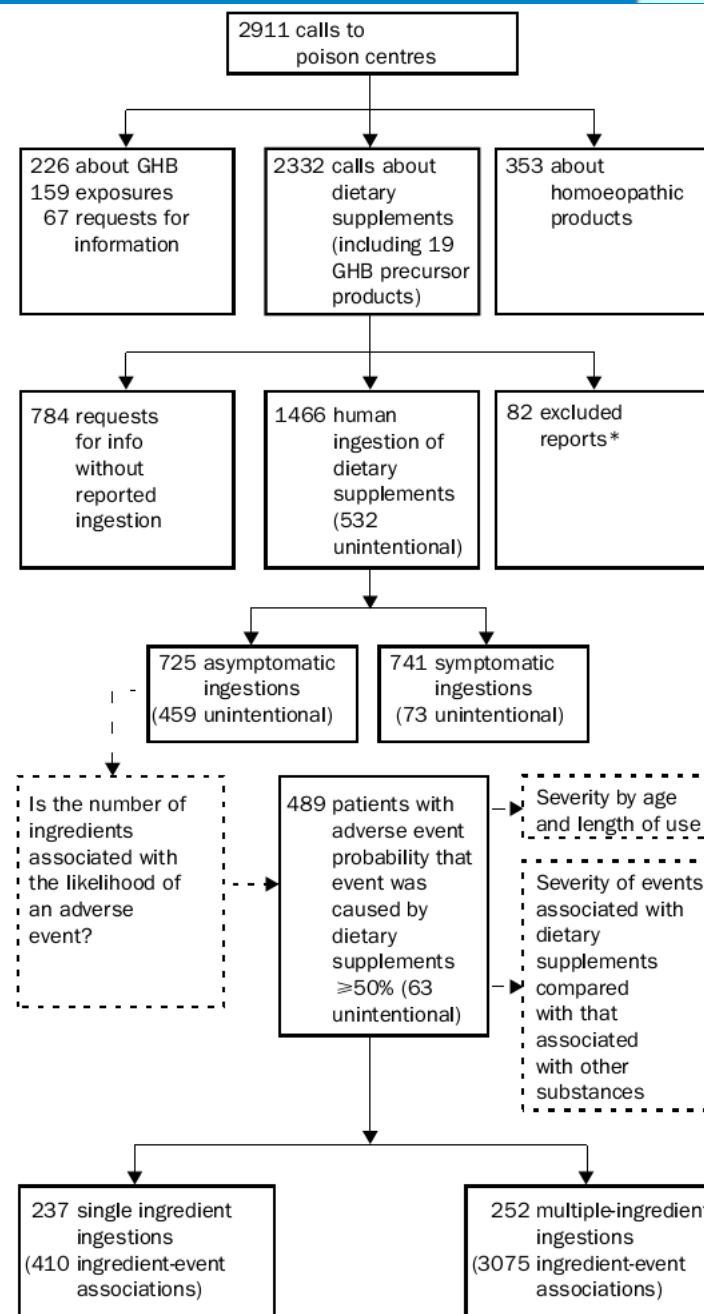 2911 calls to
poison centres
226 about GHB
159 exposures
67 requests for
information
2332 calls about
dietary
supplements
(including 19
GHB precursor
products)
353 about
homoeopathic
products
784 requests
for info
without
reported
ingestion
1466 human
ingestion of
dietary
supplements
(532
unintentional)
82 excluded
reports*
725 asymptomatic
ingestions
(459 unintentional)
741 symptomatic
ingestions
(73 unintentional)
Is the number of
ingredients
associated with
the likelihood of
an adverse
event?
489 patients with
adverse event
probability that
event was
caused by
dietary
supplements
⩾50% (63
unintentional)
Severity by age
and length of use
Severity of events
associated with
dietary
supplements
compared
with that
associated
with other
substances
237 single ingredient
ingestions
(410 ingredient-event
associations)
252 multiple-ingredient
ingestions
(3075 ingredient-event
associations)